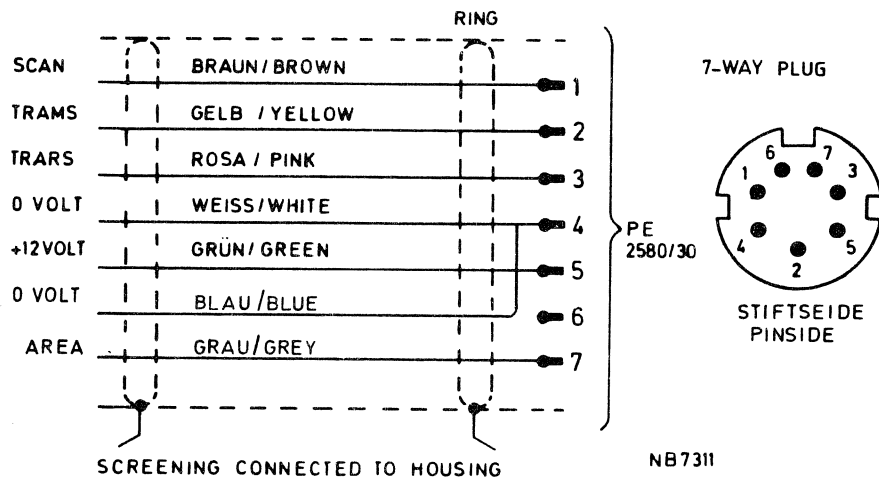 RING
SCAN BRAUN/BROWN 1
TRAMS GELB / YELLOW 2
TRARS ROSA / PINK 3
0 VOLT WEISS/WHITE 4
+12VOLT GRÜN/GREEN 5
0 VOLT BLAU/BLUE 6
AREA GRAU/GREY 7
SCREENING CONNECTED TO HOUSING
PE
2580/30
7-WAY PLUG
6 7
1 3
4 5
2
STIFTSEIDE
PINSIDE
NB7311